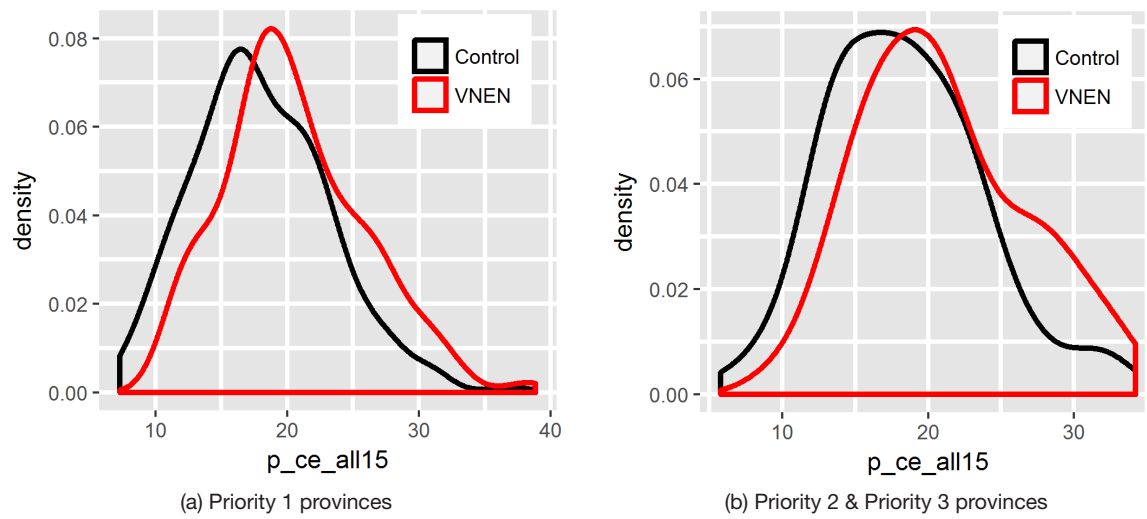 0.08
0.06
0.04
0.02
0.00
density
Control
VNEN
10
20
30
40
p_ce_all15
(a) Priority 1 provinces
0.06
0.04
0.02
0.00
density
Control
VNEN
10
20
30
p_ce_all15
(b) Priority 2 & Priority 3 provinces